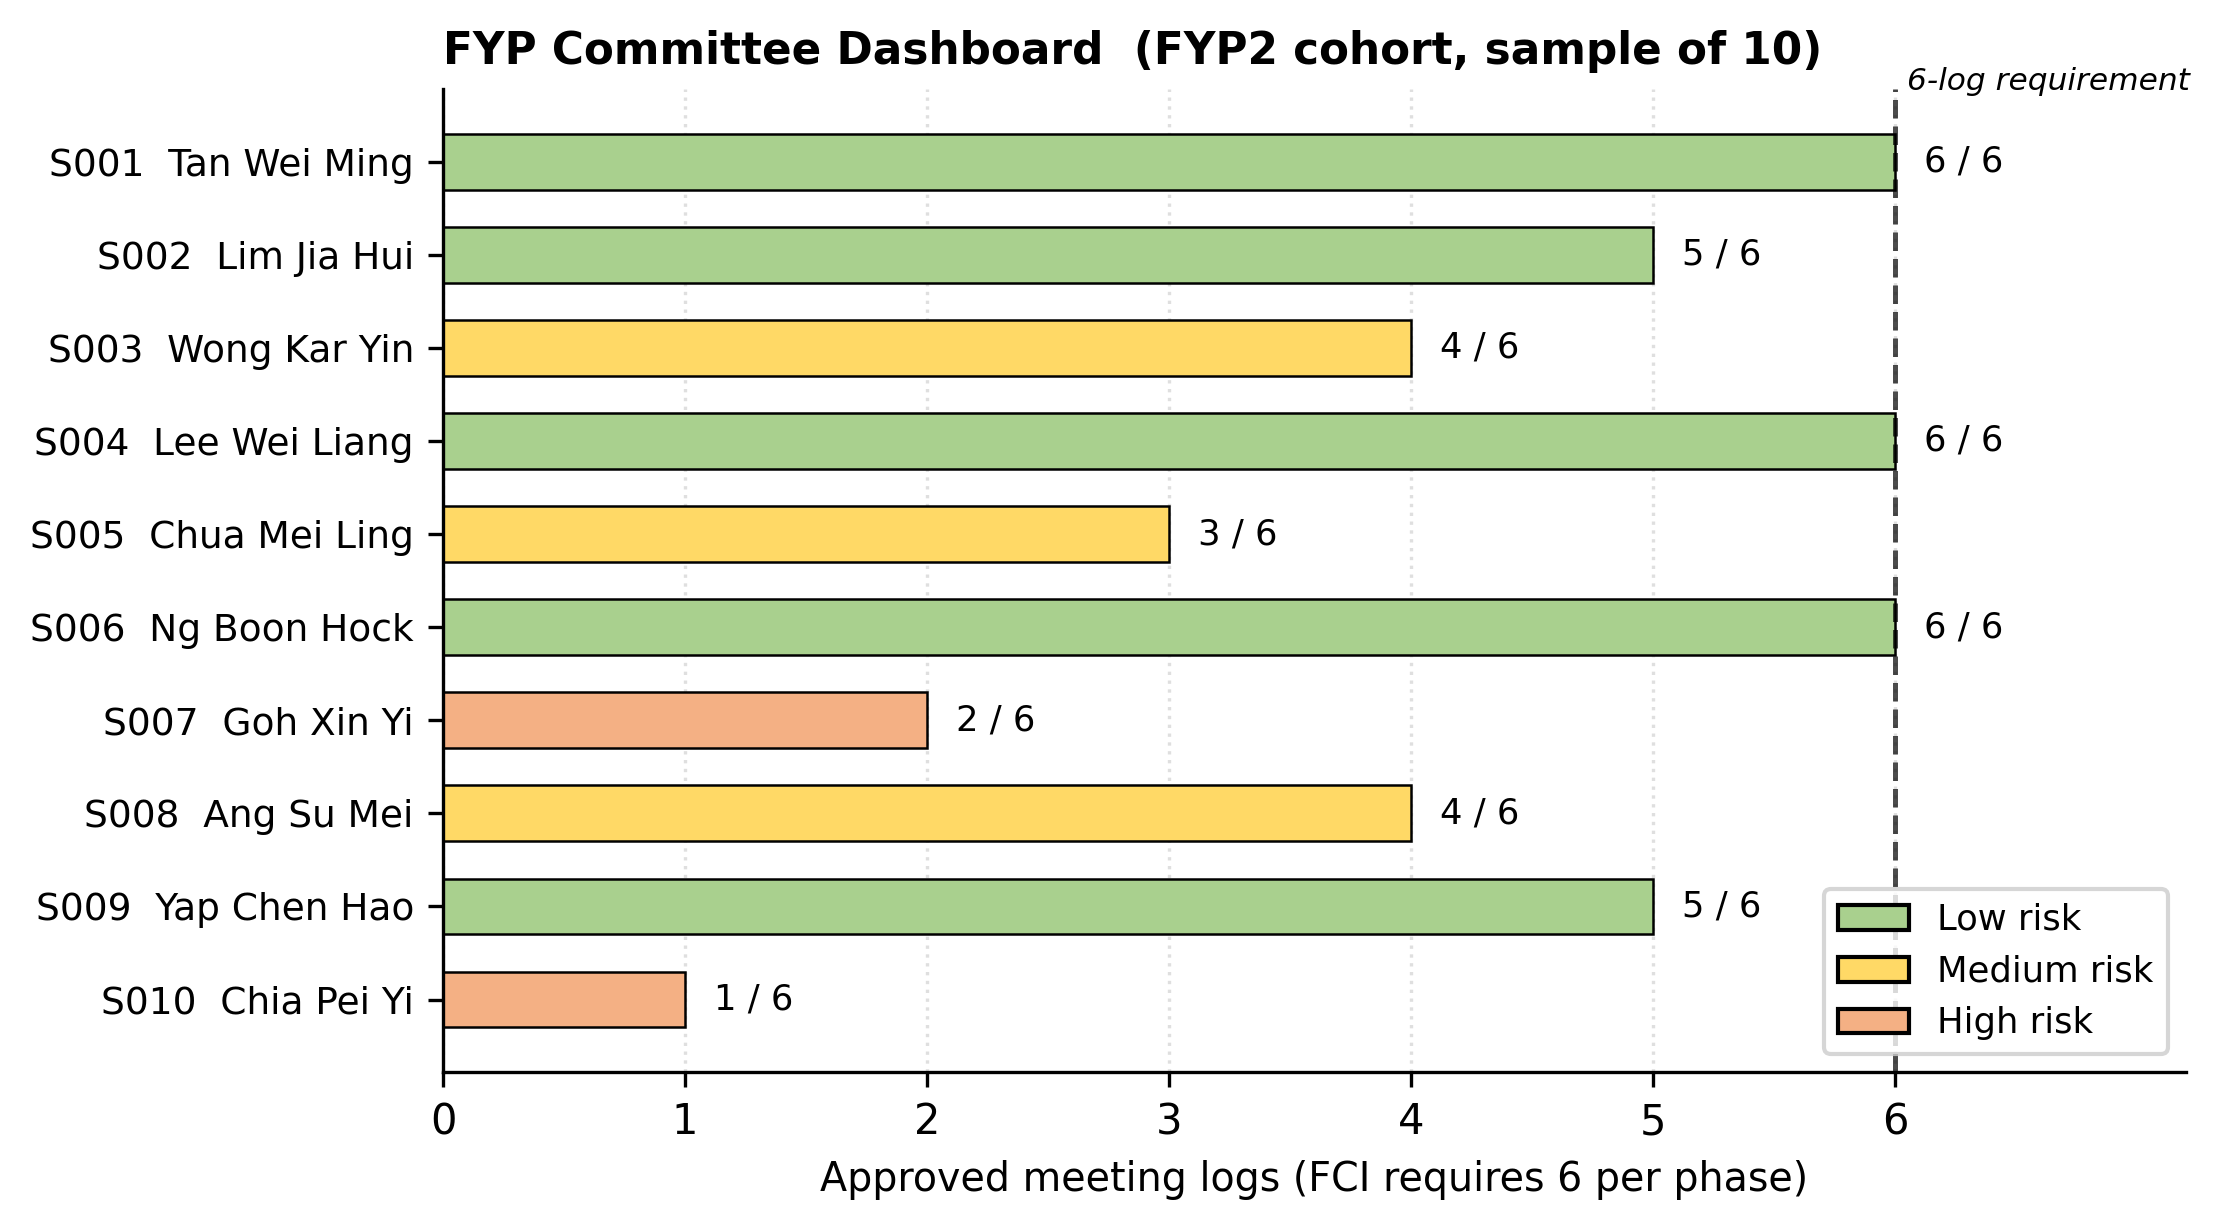 FYP Committee Dashboard  (FYP2 cohort, sample of 10)
6-log requirement
S001  Tan Wei Ming
6 / 6
S002  Lim Jia Hui
5 / 6
S003  Wong Kar Yin
4 / 6
S004  Lee Wei Liang
6 / 6
S005  Chua Mei Ling
3 / 6
S006  Ng Boon Hock
6 / 6
S007  Goh Xin Yi
2 / 6
S008  Ang Su Mei
4 / 6
S009  Yap Chen Hao
5 / 6
S010  Chia Pei Yi
1 / 6
Low risk
Medium risk
High risk
0 1 2 3 4 5 6
Approved meeting logs (FCI requires 6 per phase)